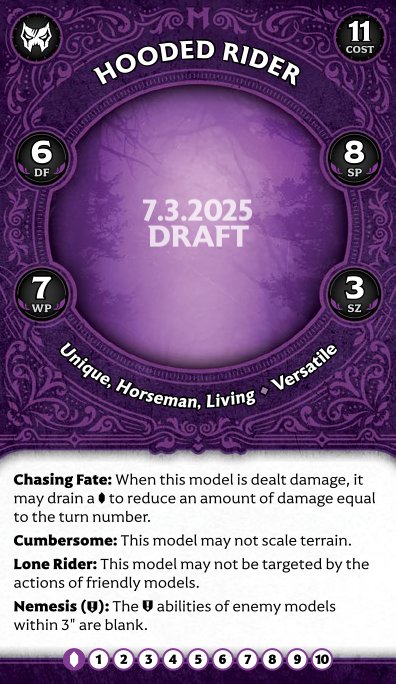 11
COST
HOODED RIDER
6
DF
8
SP
7.3.2025
DRAFT
7
WP
3
SZ
Unique, Horseman, Living ♦ Versatile
Chasing Fate: When this model is dealt damage, it
may drain a to reduce an amount of damage equal
to the turn number.
Cumbersome: This model may not scale terrain.
Lone Rider: This model may not be targeted by the
actions of friendly models.
Nemesis (): The abilities of enemy models
within 3" are blank.
1 2 3 4 5 6 7 8 9 10